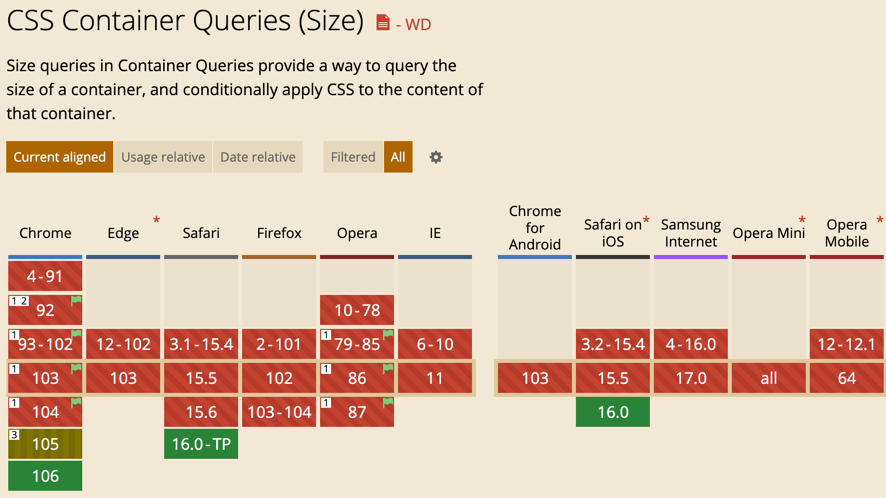 CSS Container Queries (Size) - WD
Size queries in Container Queries provide a way to query the
size of a container, and conditionally apply CSS to the content of
that container.
Current aligned Usage relative Date relative Filtered All
Chrome Edge * Safari Firefox Opera IE Chrome for Android Safari on iOS * Samsung Internet Opera Mini * Opera Mobile *
4-91
1 2 92 10-78
1 93-102 12-102 3.1-15.4 2-101 1 79-85 6-10 3.2-15.4 4-16.0 12-12.1
1 103 103 15.5 102 1 86 11 103 15.5 17.0 all 64
1 104 15.6 103-104 1 87 16.0
3 105 16.0-TP
106